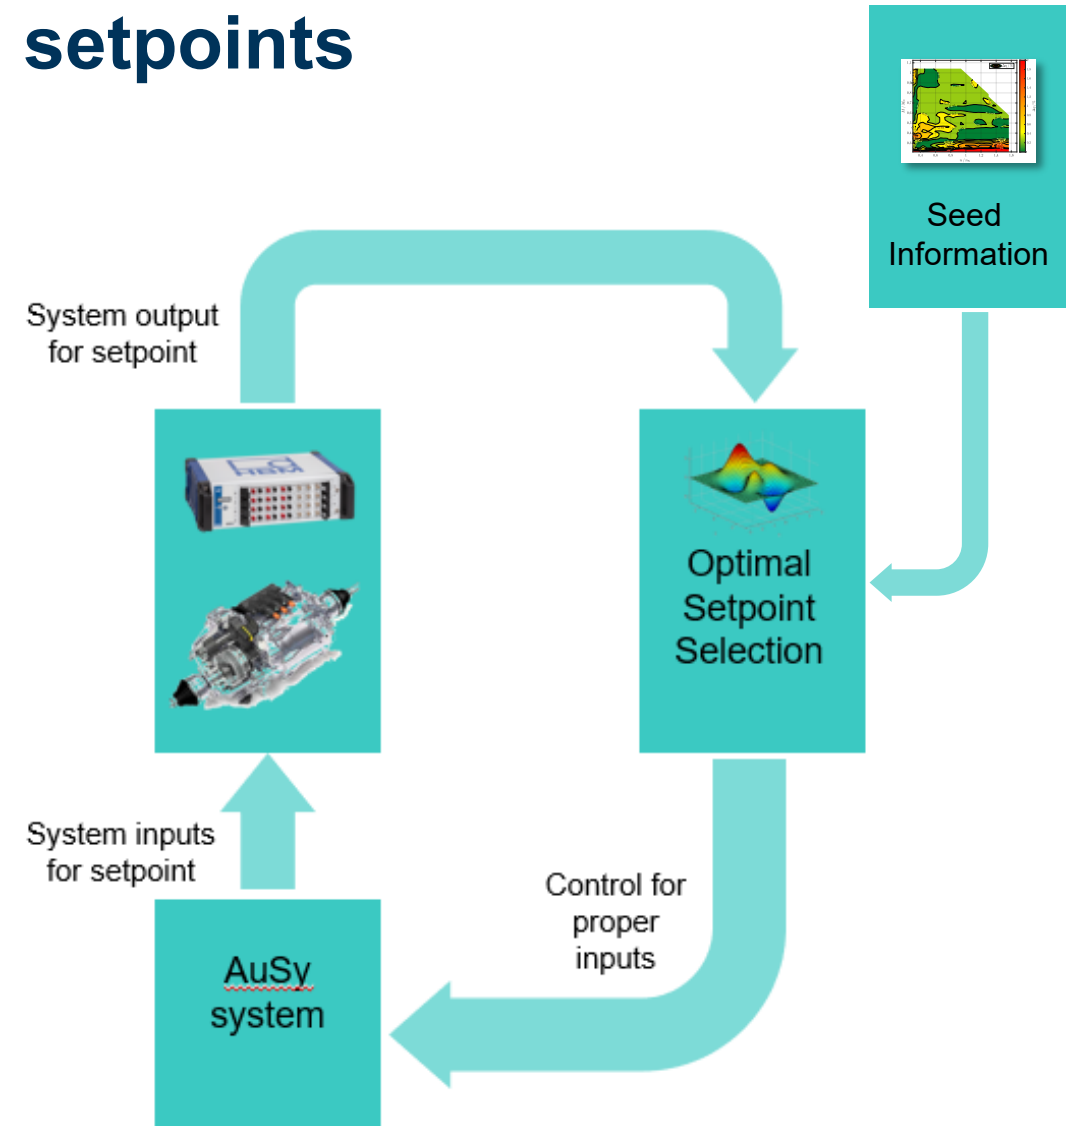 setpoints
Seed
Information
System output
for setpoint
HBM
Optimal
Setpoint
Selection
System inputs
for setpoint
Control for
proper
inputs
AuSy
system